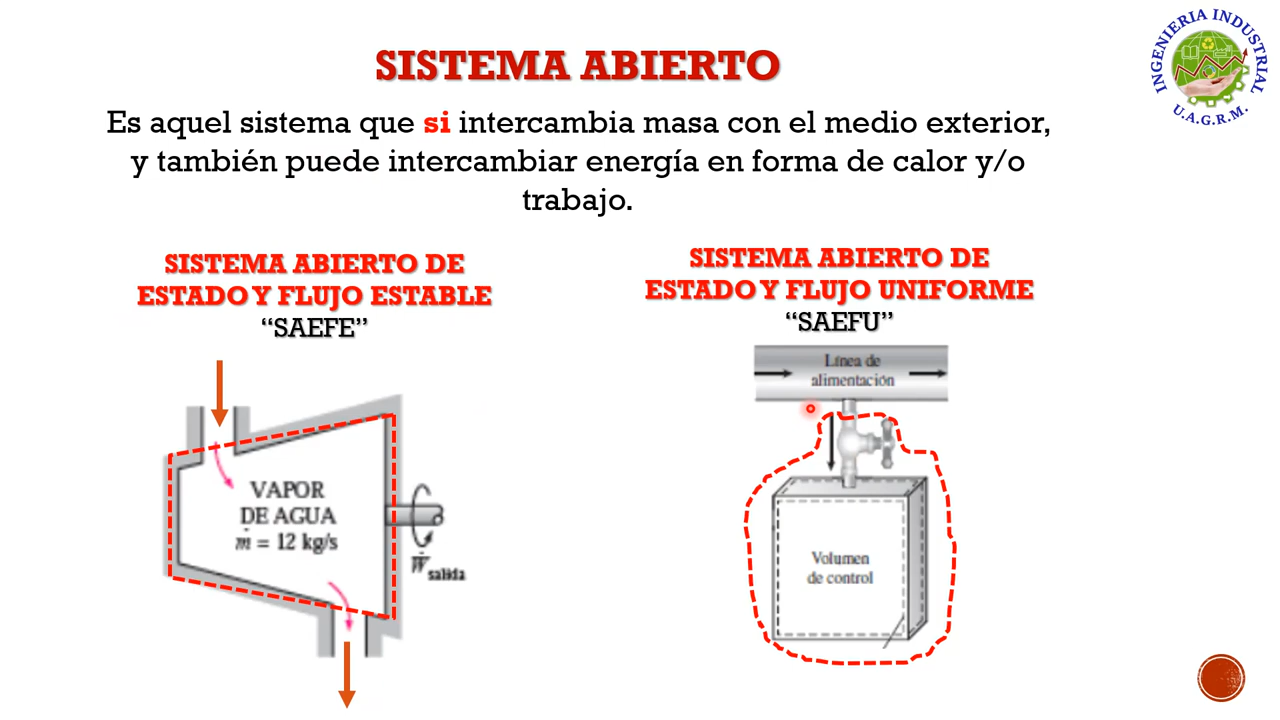 SISTEMA ABIERTO
Es aquel sistema que si intercambia masa con el medio exterior,
y también puede intercambiar energía en forma de calor y/o
trabajo.
SISTEMA ABIERTO DE
ESTADO Y FLUJO ESTABLE
“SAEFE”
SISTEMA ABIERTO DE
ESTADO Y FLUJO UNIFORME
“SAEFU”
VAPOR
DE AGUA
ṁ = 12 kg/s
Ẇsalida
Línea de
alimentación
Volumen
de control
INGENIERIA INDUSTRIAL
U.A.G.R.M.